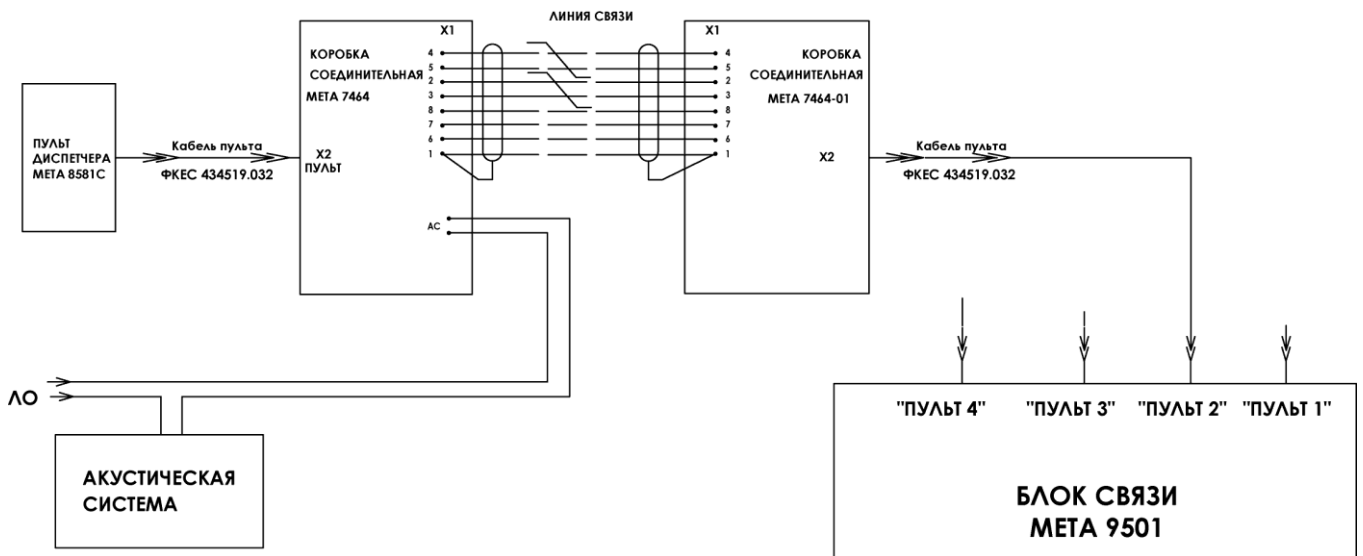 ЛИНИЯ СВЯЗИ
X1
КОРОБКА
СОЕДИНИТЕЛЬНАЯ
МЕТА 7464
4
5
2
3
8
7
6
1
X2
ПУЛЬТ
АС
X1
4
5
2
3
8
7
6
1
КОРОБКА
СОЕДИНИТЕЛЬНАЯ
МЕТА 7464-01
X2
ПУЛЬТ
ДИСПЕТЧЕРА
МЕТА 8581С
Кабель пульта
ФКЕС 434519.032
Кабель пульта
ФКЕС 434519.032
ЛО
АКУСТИЧЕСКАЯ
СИСТЕМА
"ПУЛЬТ 4" "ПУЛЬТ 3" "ПУЛЬТ 2" "ПУЛЬТ 1"
БЛОК СВЯЗИ
МЕТА 9501